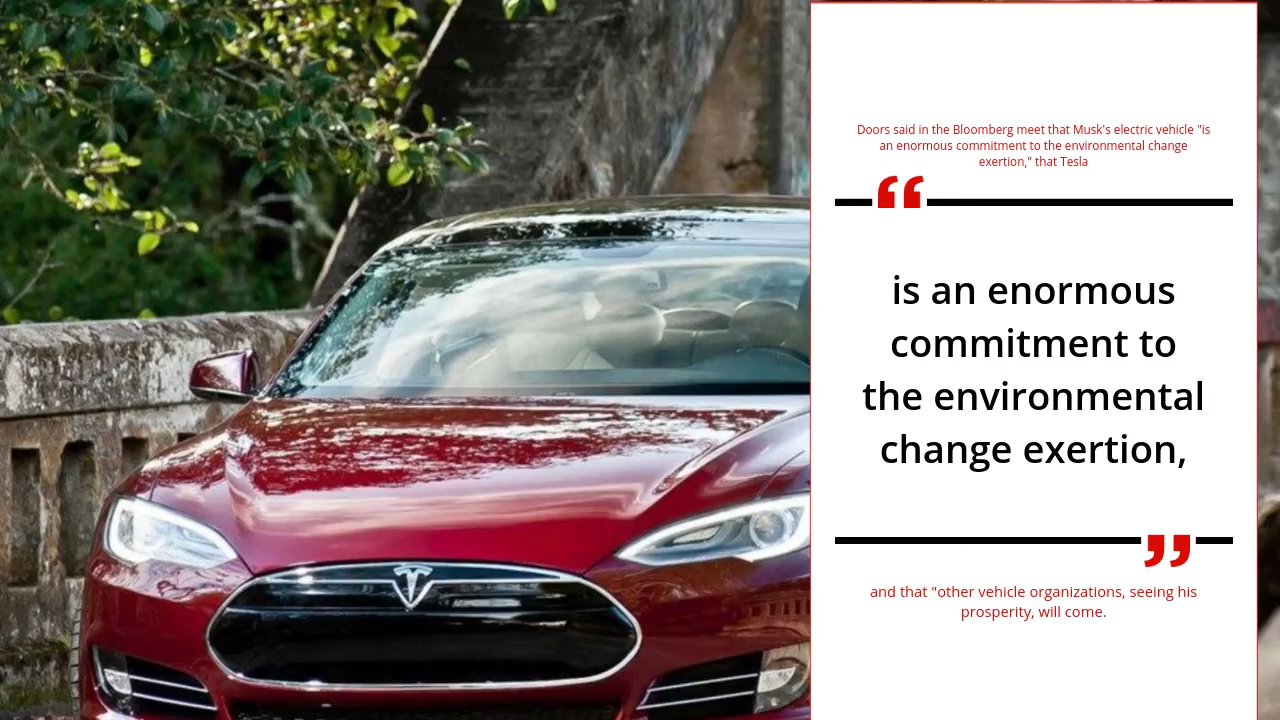 Doors said in the Bloomberg meet that Musk's electric vehicle "is
an enormous commitment to the environmental change
exertion," that Tesla
“
is an enormous
commitment to
the environmental
change exertion,
”
and that "other vehicle organizations, seeing his
prosperity, will come.